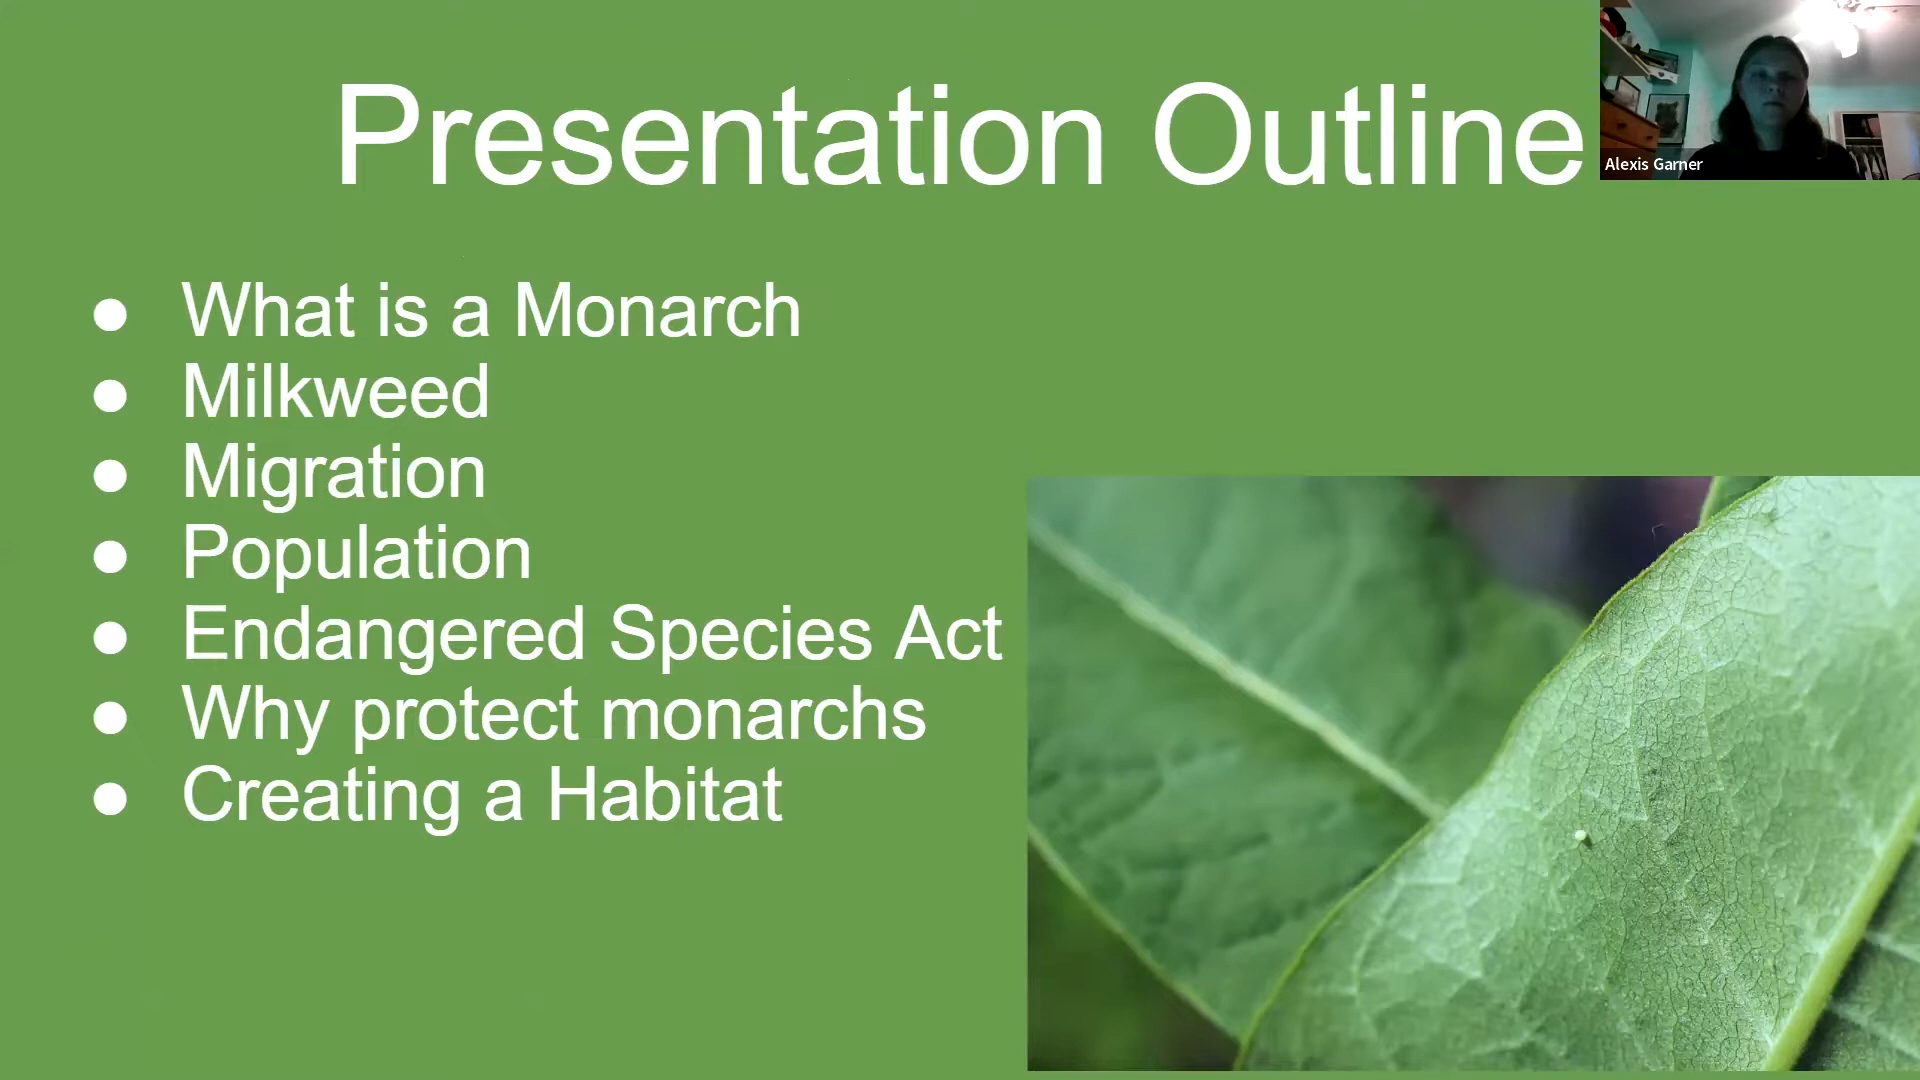 Presentation Outline
Alexis Garner
● What is a Monarch
● Milkweed
● Migration
● Population
● Endangered Species Act
● Why protect monarchs
● Creating a Habitat